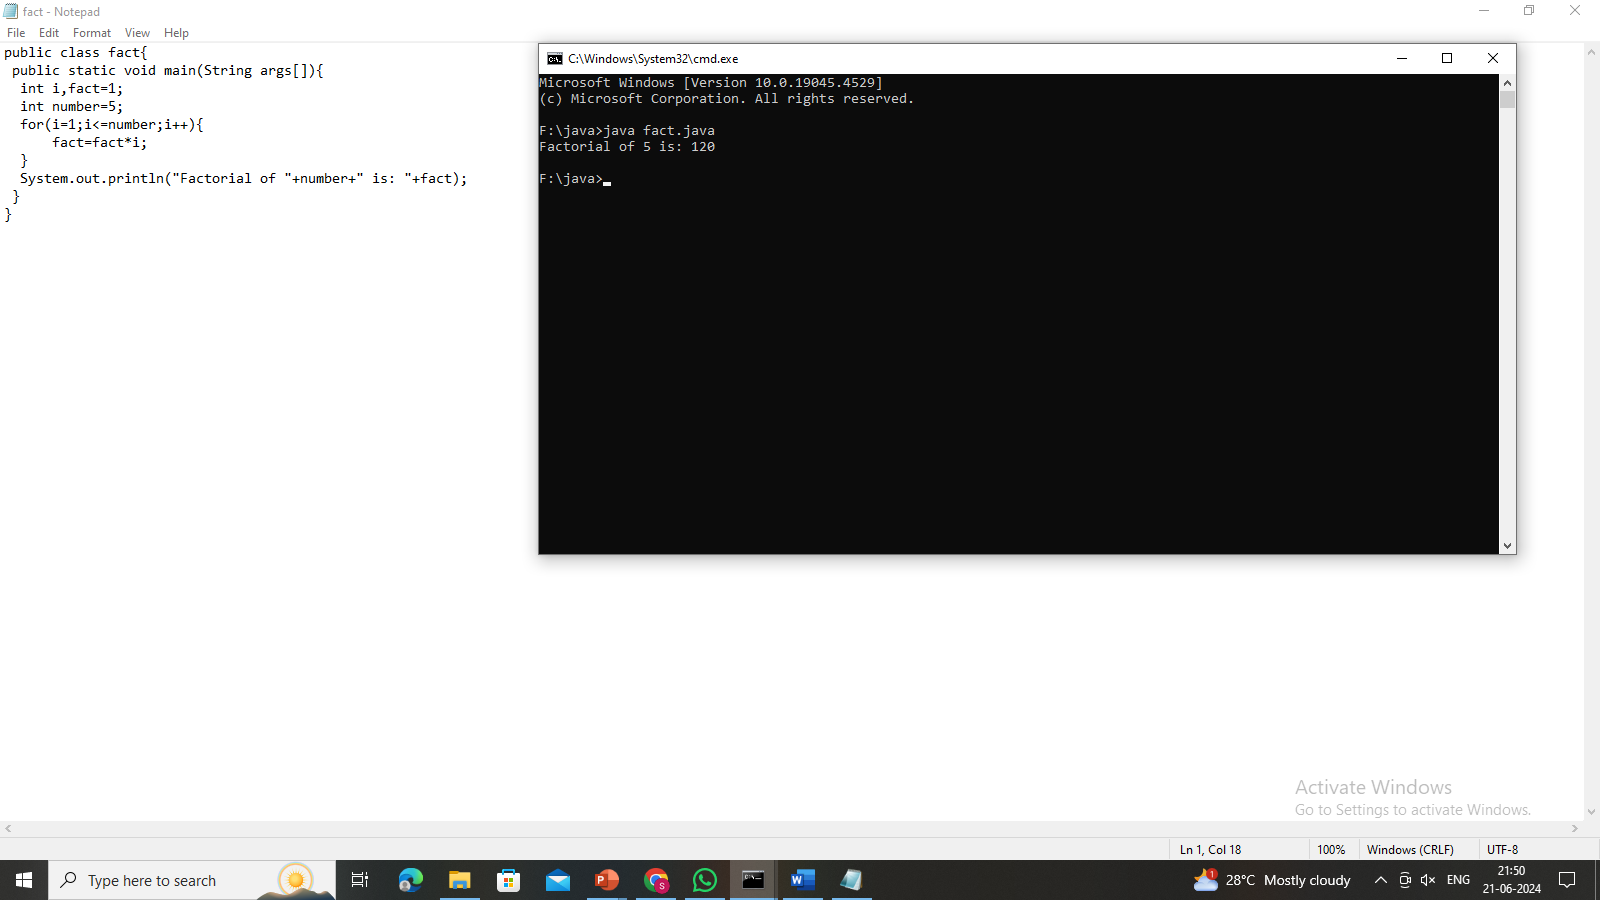 fact - Notepad
File Edit Format View Help
public class fact{
 public static void main(String args[]){
  int i,fact=1;
  int number=5;
  for(i=1;i<=number;i++){
      fact=fact*i;
  }
  System.out.println("Factorial of "+number+" is: "+fact);
 }
}
C:\Windows\System32\cmd.exe
Microsoft Windows [Version 10.0.19045.4529]
(c) Microsoft Corporation. All rights reserved.
F:\java>java fact.java
Factorial of 5 is: 120
F:\java>
Activate Windows
Go to Settings to activate Windows.
Ln 1, Col 18 100% Windows (CRLF) UTF-8
Type here to search
S
1
28°C Mostly cloudy
ENG
21:50
21-06-2024